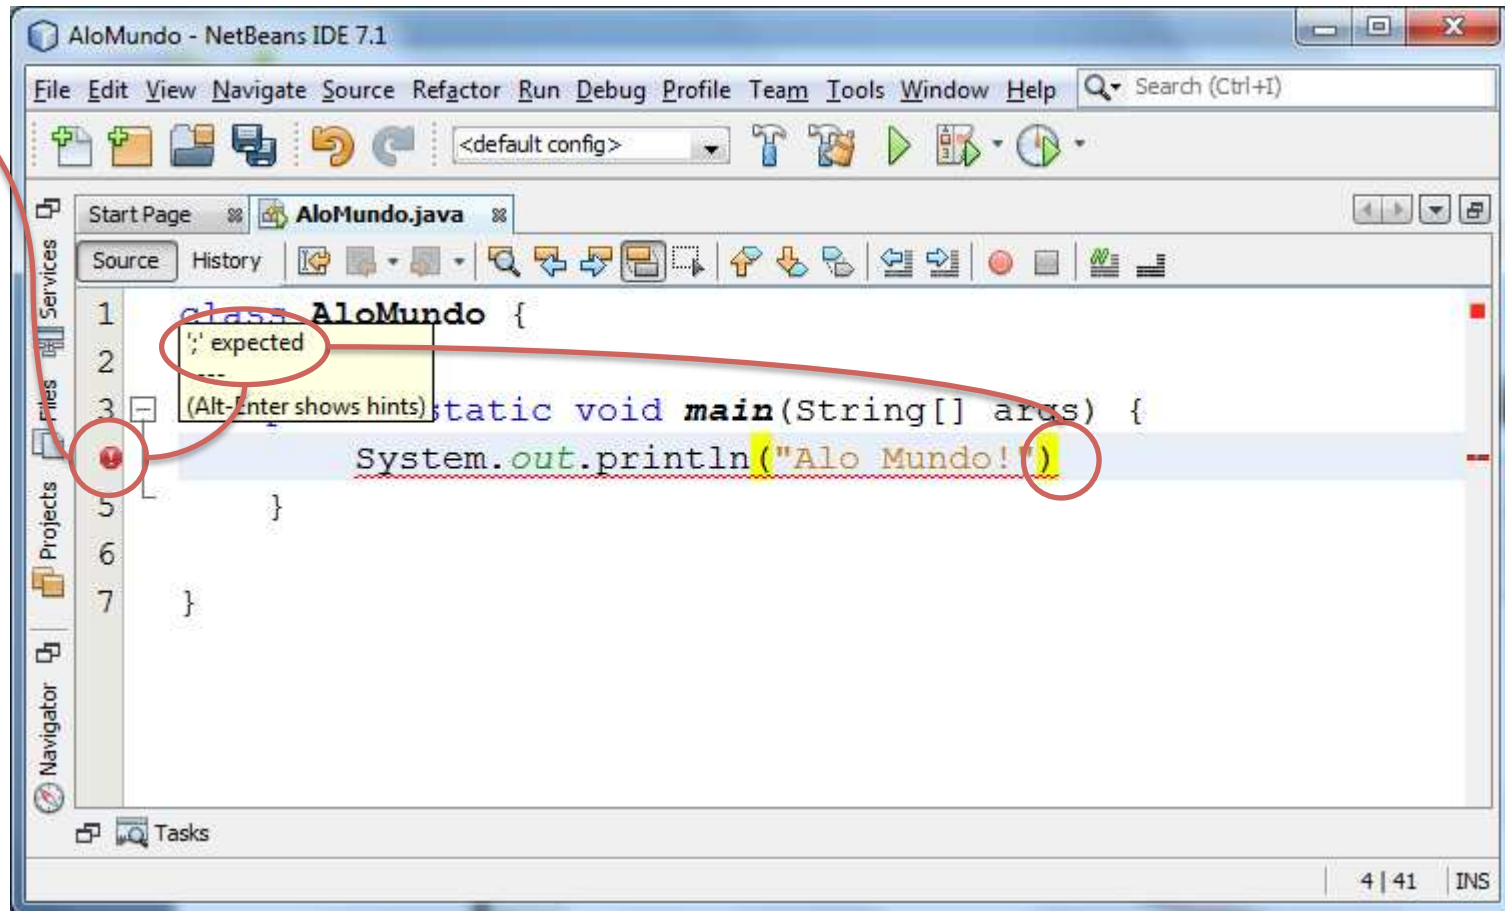 AloMundo - NetBeans IDE 7.1
File Edit View Navigate Source Refactor Run Debug Profile Team Tools Window Help Search (Ctrl+I)
<default config>
Start Page AloMundo.java
Source History
Services
Files
Projects
Navigator
1 class AloMundo {
';' expected
2
----
(Alt-Enter shows hints)
3 static void main(String[] args) {
System.out.println("Alo Mundo!")
5 }
6
7 }
Tasks
4 | 41 INS